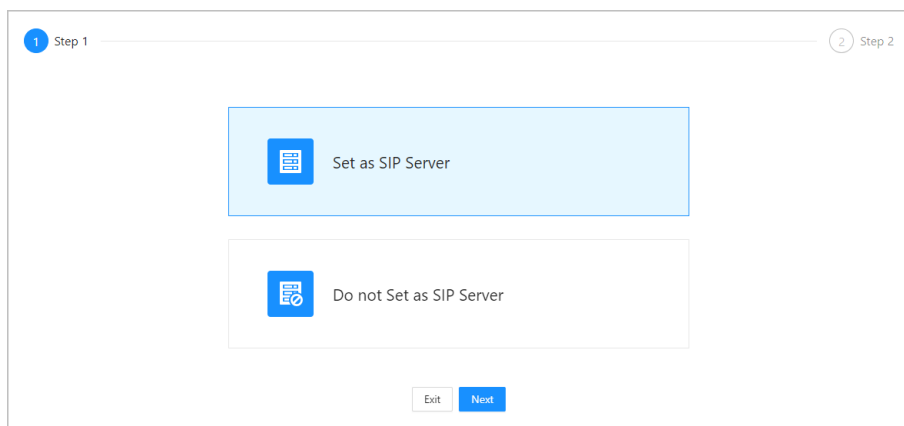 1 Step 1
2 Step 2
Set as SIP Server
Do not Set as SIP Server
Exit
Next